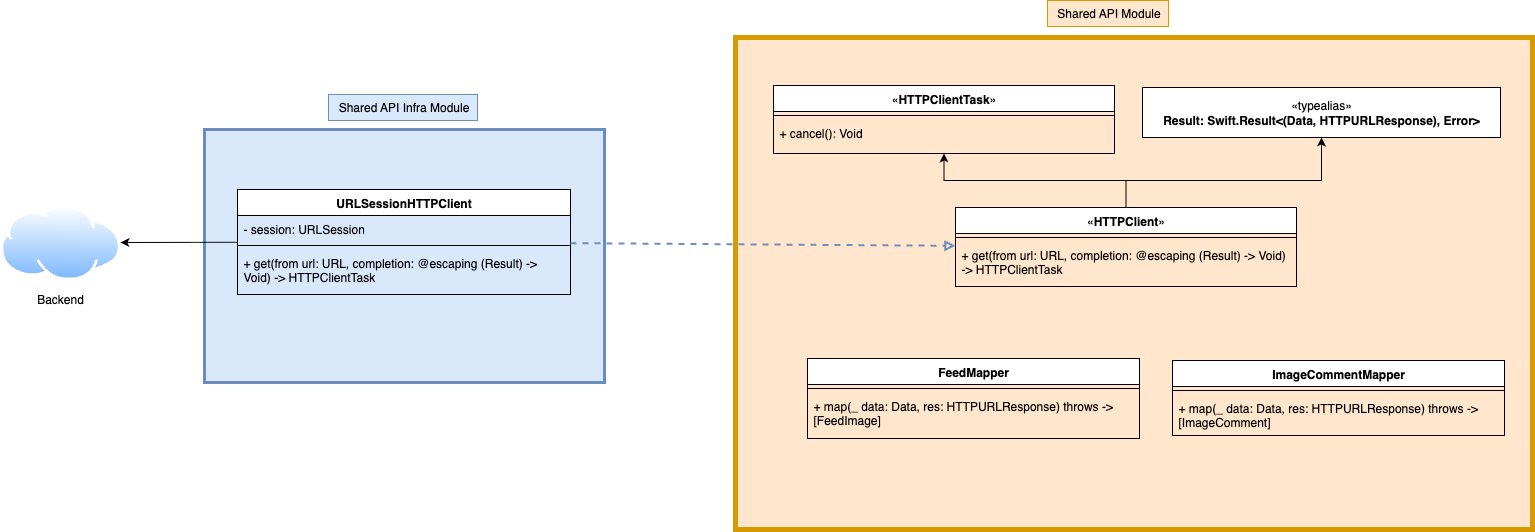 Shared API Module
Shared API Infra Module
«HTTPClientTask»
+ cancel(): Void
«typealias»
Result: Swift.Result<(Data, HTTPURLResponse), Error>
URLSessionHTTPClient
- session: URLSession
+ get(from url: URL, completion: @escaping (Result) ->
Void) -> HTTPClientTask
«HTTPClient»
+ get(from url: URL, completion: @escaping (Result) -> Void)
-> HTTPClientTask
Backend
FeedMapper
+ map(_ data: Data, res: HTTPURLResponse) throws ->
[FeedImage]
ImageCommentMapper
+ map(_ data: Data, res: HTTPURLResponse) throws ->
[ImageComment]